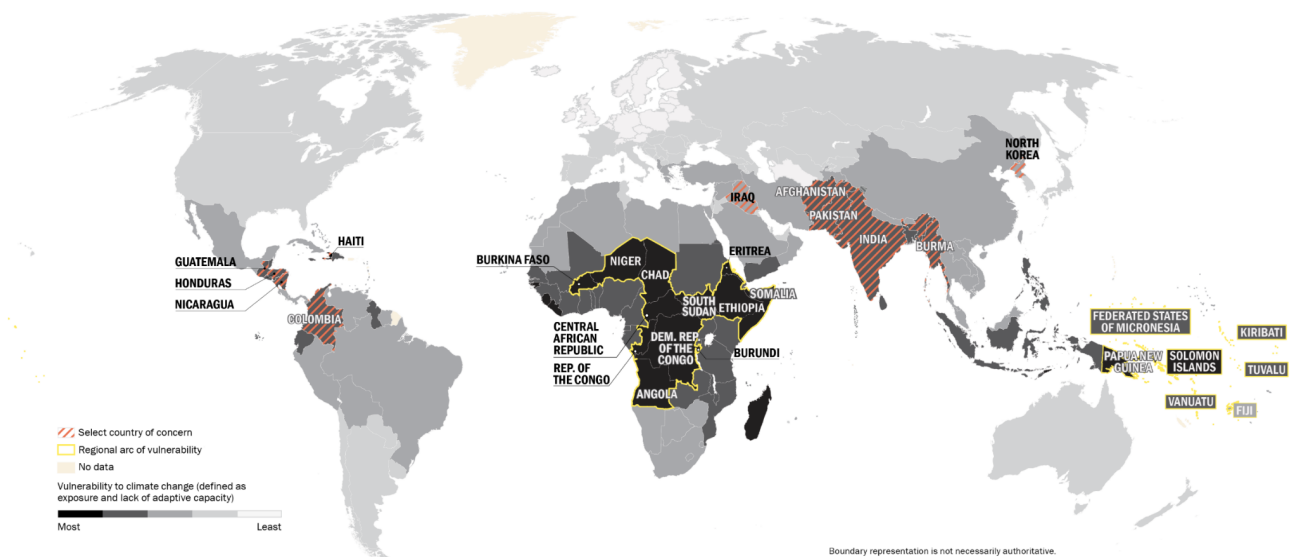 NORTH
KOREA
IRAQ
AFGHANISTAN
PAKISTAN
INDIA
BURMA
HAITI
GUATEMALA
HONDURAS
NICARAGUA
COLOMBIA
BURKINA FASO
NIGER
CHAD
ERITREA
SOUTH
SUDAN
SOMALIA
ETHIOPIA
CENTRAL
AFRICAN
REPUBLIC
DEM. REP.
OF THE
CONGO
BURUNDI
REP. OF
THE CONGO
ANGOLA
FEDERATED STATES
OF MICRONESIA
KIRIBATI
PAPUA NEW
GUINEA
SOLOMON
ISLANDS
TUVALU
VANUATU
FIJI
Select country of concern
Regional arc of vulnerability
No data
Vulnerability to climate change (defined as
exposure and lack of adaptive capacity)
Most Least
Boundary representation is not necessarily authoritative.